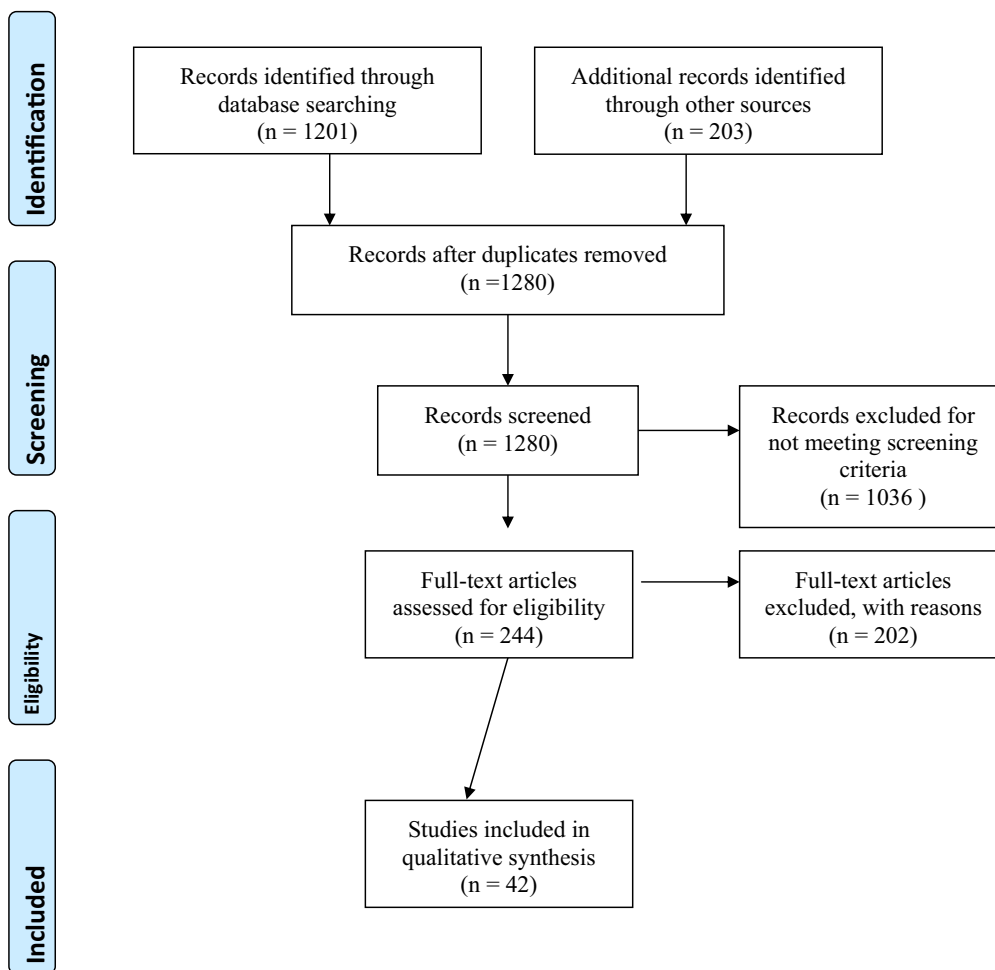 Identification
Records identified through
database searching
(n = 1201)
Additional records identified
through other sources
(n = 203)
Records after duplicates removed
(n =1280)
Screening
Records screened
(n = 1280)
Records excluded for
not meeting screening
criteria
(n = 1036 )
Eligibility
Full-text articles
assessed for eligibility
(n = 244)
Full-text articles
excluded, with reasons
(n = 202)
Included
Studies included in
qualitative synthesis
(n = 42)